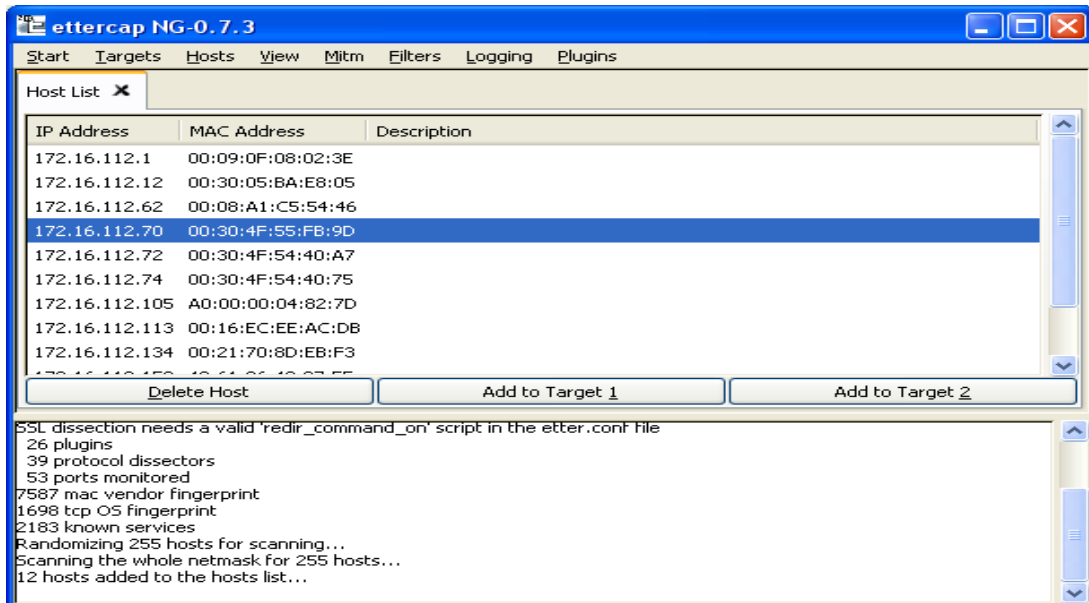 ettercap NG-0.7.3
Start Targets Hosts View Mitm Filters Logging Plugins
Host List
IP Address MAC Address Description
172.16.112.1 00:09:0F:08:02:3E
172.16.112.12 00:30:05:BA:E8:05
172.16.112.62 00:08:A1:C5:54:46
172.16.112.70 00:30:4F:55:FB:9D
172.16.112.72 00:30:4F:54:40:A7
172.16.112.74 00:30:4F:54:40:75
172.16.112.105 A0:00:00:04:82:7D
172.16.112.113 00:16:EC:EE:AC:DB
172.16.112.134 00:21:70:8D:EB:F3
Delete Host Add to Target 1 Add to Target 2
SSL dissection needs a valid 'redir_command_on' script in the etter.conf file
26 plugins
39 protocol dissectors
53 ports monitored
7587 mac vendor fingerprint
1698 tcp OS fingerprint
2183 known services
Randomizing 255 hosts for scanning...
Scanning the whole netmask for 255 hosts...
12 hosts added to the hosts list...